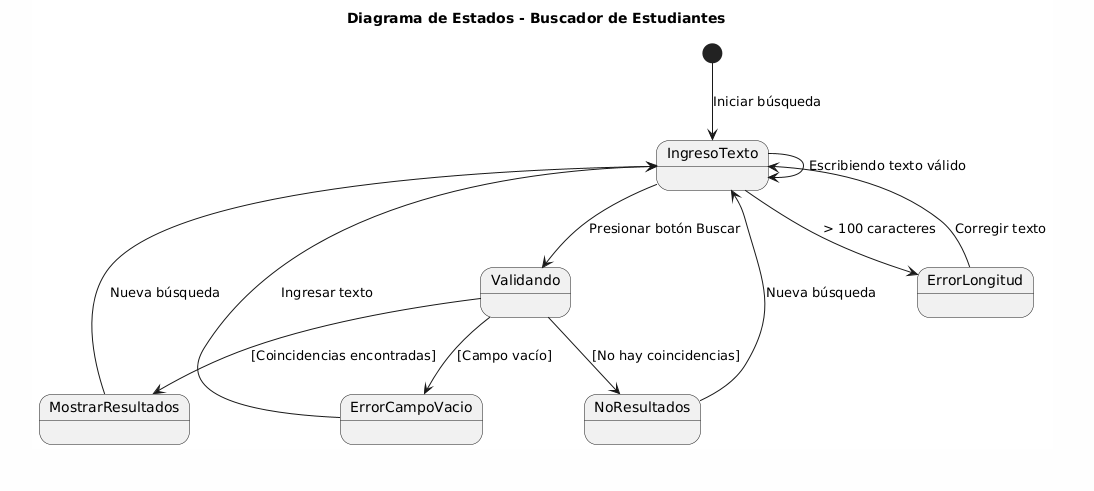 Diagrama de Estados - Buscador de Estudiantes
Iniciar búsqueda
IngresoTexto
Escribiendo texto válido
Presionar botón Buscar
> 100 caracteres
Corregir texto
Validando
ErrorLongitud
Nueva búsqueda
Ingresar texto
Nueva búsqueda
[Coincidencias encontradas]
[Campo vacío]
[No hay coincidencias]
MostrarResultados
ErrorCampoVacio
NoResultados